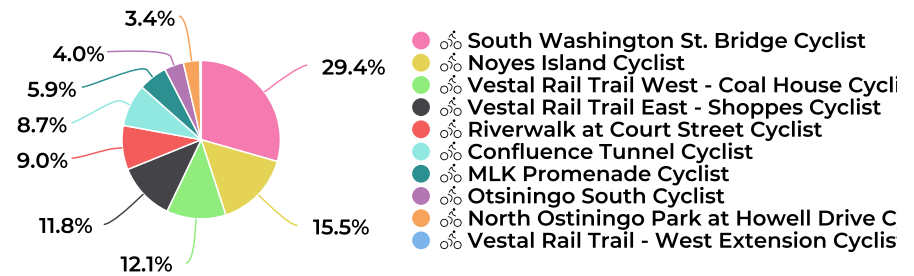 3.4%
4.0%
5.9%
8.7%
9.0%
11.8%
12.1%
29.4%
15.5%
South Washington St. Bridge Cyclist
Noyes Island Cyclist
Vestal Rail Trail West - Coal House Cycli
Vestal Rail Trail East - Shoppes Cyclist
Riverwalk at Court Street Cyclist
Confluence Tunnel Cyclist
MLK Promenade Cyclist
Otsiningo South Cyclist
North Ostiningo Park at Howell Drive C
Vestal Rail Trail - West Extension Cyclis